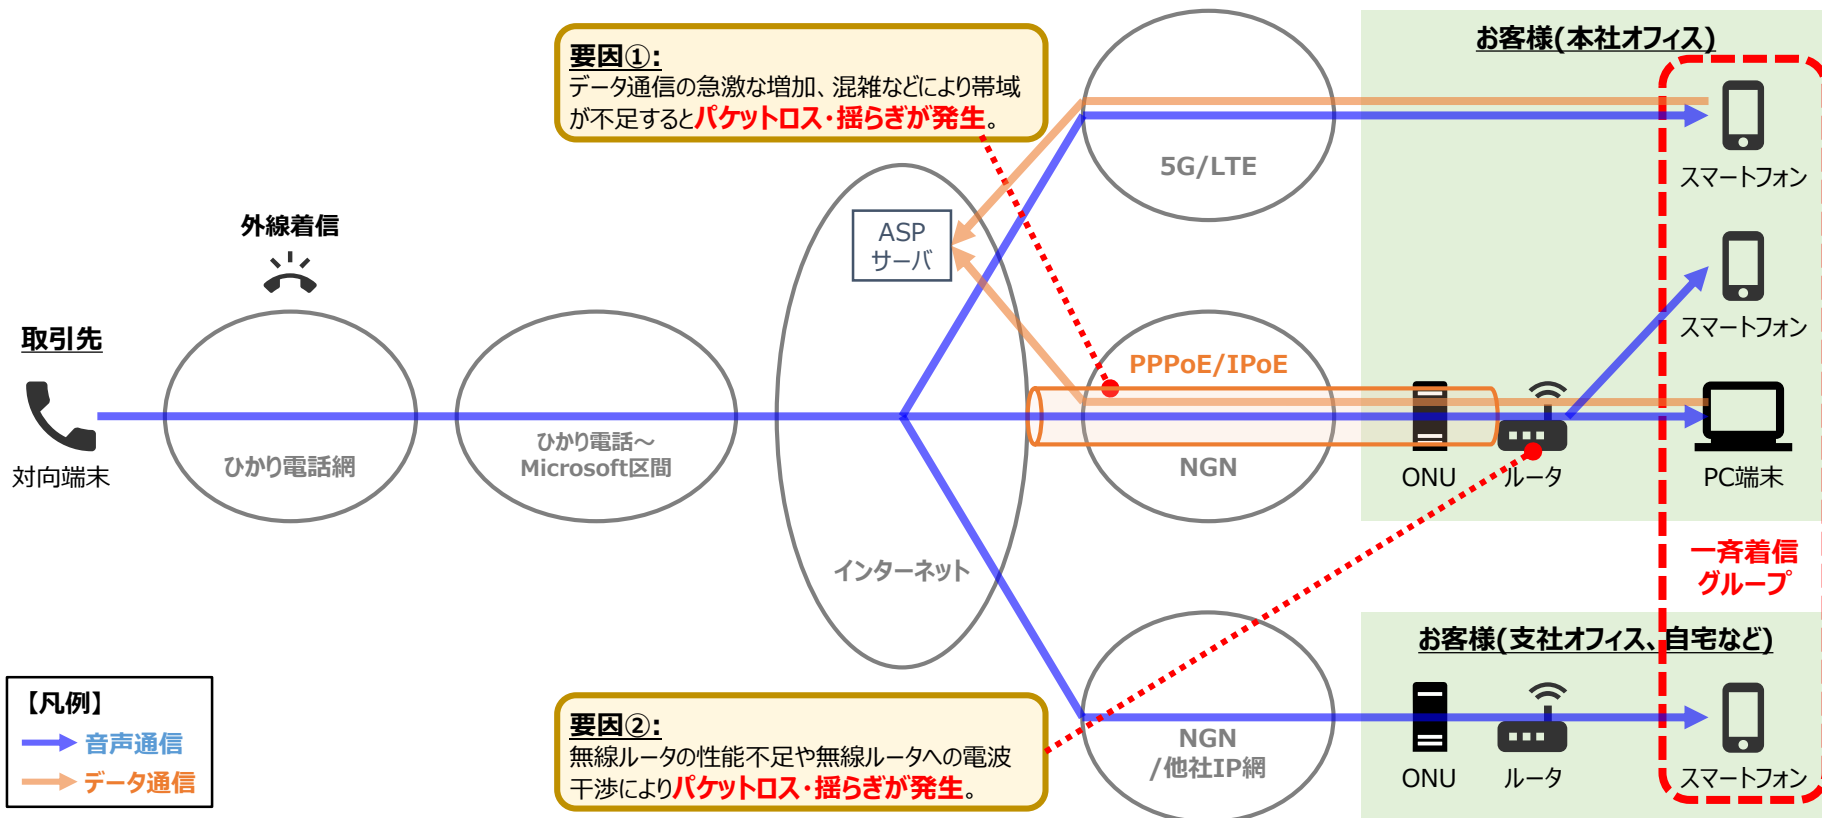 要因①:
データ通信の急激な増加、混雑などにより帯域
が不足するとパケットロス・揺らぎが発生。
お客様(本社オフィス)
5G/LTE
スマートフォン
ASP
サーバ
外線着信
スマートフォン
取引先
PPPoE/IPoE
対向端末
ひかり電話網
ひかり電話～
Microsoft区間
NGN
ONU
ルータ
PC端末
インターネット
一斉着信
グループ
お客様(支社オフィス、自宅など)
【凡例】
音声通信
データ通信
要因②:
無線ルータの性能不足や無線ルータへの電波
干渉によりパケットロス・揺らぎが発生。
NGN
/他社IP網
ONU
ルータ
スマートフォン